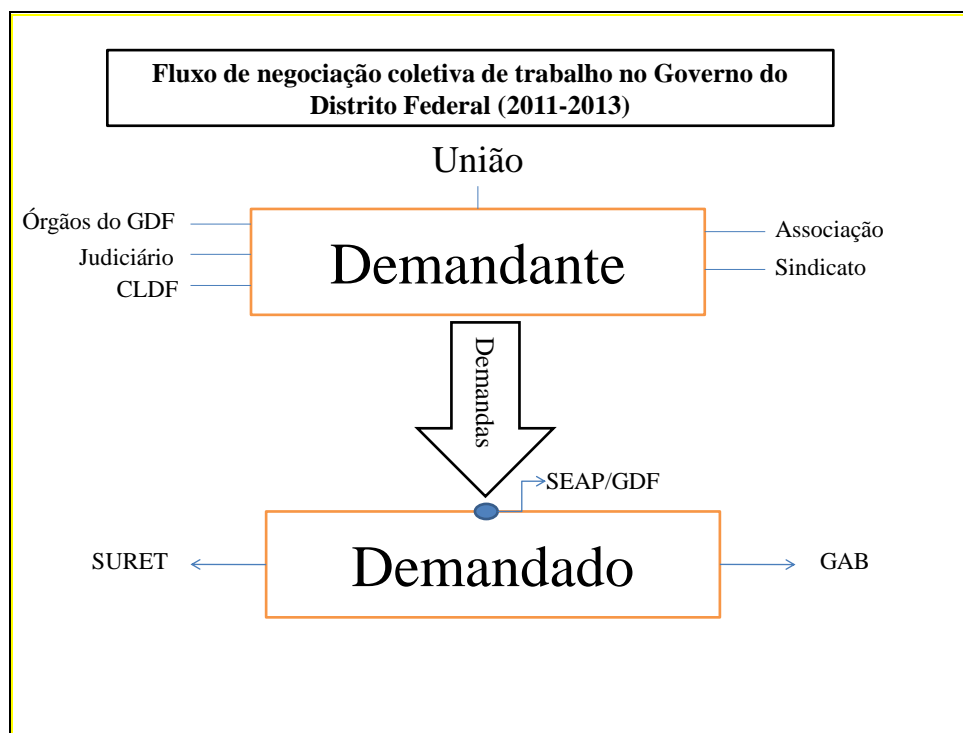 Fluxo de negociação coletiva de trabalho no Governo do
Distrito Federal (2011-2013)
União
Órgãos do GDF
Judiciário
CLDF
Demandante
Associação
Sindicato
Demandas
SEAP/GDF
SURET
Demandado
GAB